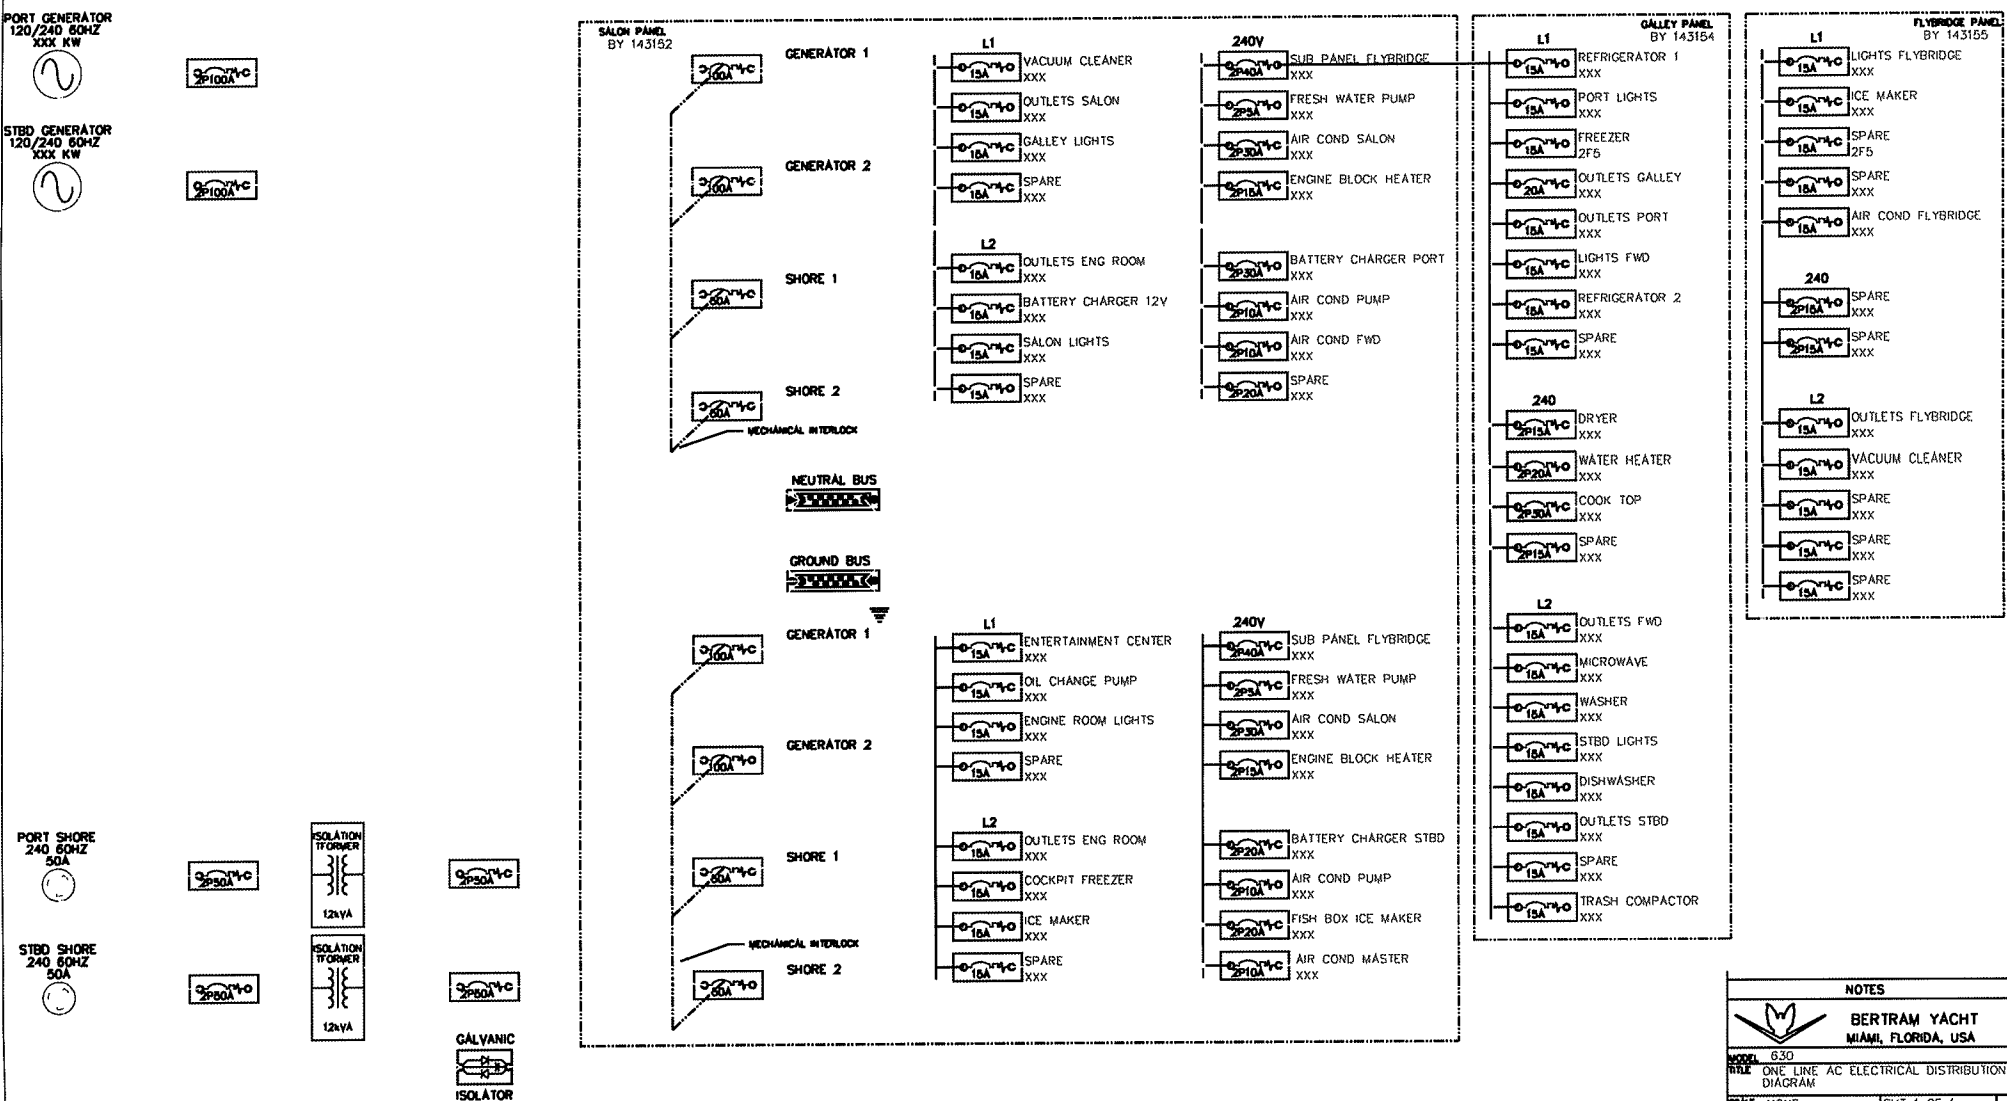 PORT GENERATOR
120/240 60HZ
XXX KW
2P100A
STBD GENERATOR
120/240 60HZ
XXX KW
2P100A
PORT SHORE
240 60HZ
50A
2P50A
ISOLATION
TFORMER
12kVA
2P50A
STBD SHORE
240 60HZ
50A
2P50A
ISOLATION
TFORMER
12kVA
2P50A
GALVANIC
ISOLATOR
SALON PANEL
BY 143152
GENERATOR 1
100A
GENERATOR 2
100A
SHORE 1
50A
SHORE 2
50A
MECHANICAL INTERLOCK
NEUTRAL BUS
GROUND BUS
GENERATOR 1
100A
GENERATOR 2
100A
SHORE 1
50A
MECHANICAL INTERLOCK
SHORE 2
50A
L1
15A VACUUM CLEANER
XXX
15A OUTLETS SALON
XXX
15A GALLEY LIGHTS
XXX
15A SPARE
XXX
L2
15A OUTLETS ENG ROOM
XXX
15A BATTERY CHARGER 12V
XXX
15A SALON LIGHTS
XXX
15A SPARE
XXX
240V
2P40A SUB PANEL FLYBRIDGE
XXX
2P5A FRESH WATER PUMP
XXX
2P30A AIR COND SALON
XXX
2P15A ENGINE BLOCK HEATER
XXX
2P30A BATTERY CHARGER PORT
XXX
2P10A AIR COND PUMP
XXX
2P10A AIR COND FWD
XXX
2P20A SPARE
XXX
L1
15A ENTERTAINMENT CENTER
XXX
15A OIL CHANGE PUMP
XXX
15A ENGINE ROOM LIGHTS
XXX
15A SPARE
XXX
L2
15A OUTLETS ENG ROOM
XXX
15A COCKPIT FREEZER
XXX
15A ICE MAKER
XXX
15A SPARE
XXX
240V
2P40A SUB PANEL FLYBRIDGE
XXX
2P5A FRESH WATER PUMP
XXX
2P30A AIR COND SALON
XXX
2P15A ENGINE BLOCK HEATER
XXX
2P20A BATTERY CHARGER STBD
XXX
2P10A AIR COND PUMP
XXX
2P20A FISH BOX ICE MAKER
XXX
2P10A AIR COND MASTER
XXX
GALLEY PANEL
BY 143154
L1
15A REFRIGERATOR 1
XXX
15A PORT LIGHTS
XXX
15A FREEZER
2F5
20A OUTLETS GALLEY
XXX
15A OUTLETS PORT
XXX
15A LIGHTS FWD
XXX
15A REFRIGERATOR 2
XXX
15A SPARE
XXX
240
2P15A DRYER
XXX
2P20A WATER HEATER
XXX
2P30A COOK TOP
XXX
2P15A SPARE
XXX
L2
15A OUTLETS FWD
XXX
15A MICROWAVE
XXX
15A WASHER
XXX
15A STBD LIGHTS
XXX
15A DISHWASHER
XXX
15A OUTLETS STBD
XXX
15A SPARE
XXX
15A TRASH COMPACTOR
XXX
FLYBRIDGE PANEL
BY 143155
L1
15A LIGHTS FLYBRIDGE
XXX
15A ICE MAKER
XXX
15A SPARE
2F5
15A SPARE
XXX
15A AIR COND FLYBRIDGE
XXX
240
2P15A SPARE
XXX
2P15A SPARE
XXX
L2
15A OUTLETS FLYBRIDGE
XXX
15A VACUUM CLEANER
XXX
15A SPARE
XXX
15A SPARE
XXX
15A SPARE
XXX
NOTES
BERTRAM YACHT
MIAMI, FLORIDA, USA
MODEL 630
TITLE ONE LINE AC ELECTRICAL DISTRIBUTION
DIAGRAM